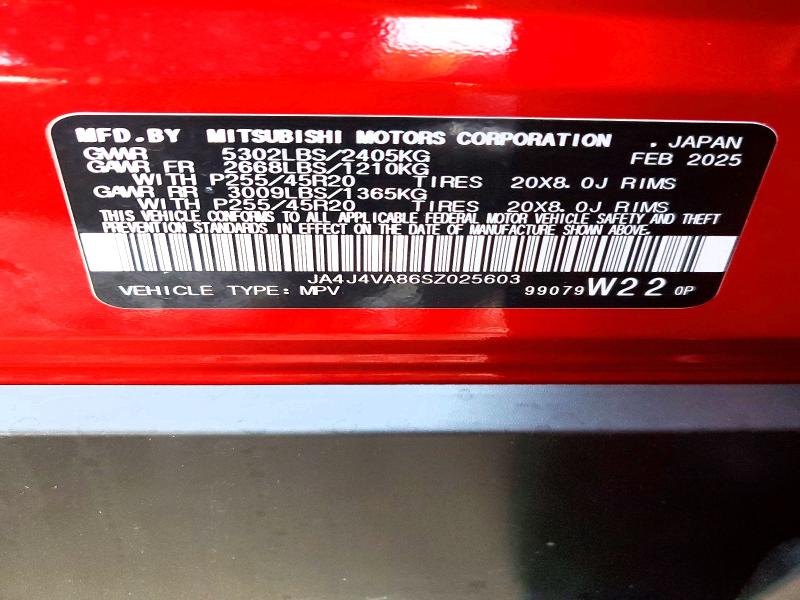 MFD.BY MITSUBISHI MOTORS CORPORATION . JAPAN
GVWR 5302LBS/2405KG FEB 2025
GAWR FR 2668LBS/1210KG
WITH P255/45R20 TIRES 20X8.0J RIMS
GAWR RR 3009LBS/1365KG
WITH P255/45R20 TIRES 20X8.0J RIMS
THIS VEHICLE CONFORMS TO ALL APPLICABLE FEDERAL MOTOR VEHICLE SAFETY AND THEFT
PREVENTION STANDARDS IN EFFECT ON THE DATE OF MANUFACTURE SHOWN ABOVE.
JA4J4VA86SZ025603
VEHICLE TYPE: MPV 99079 W22 0P